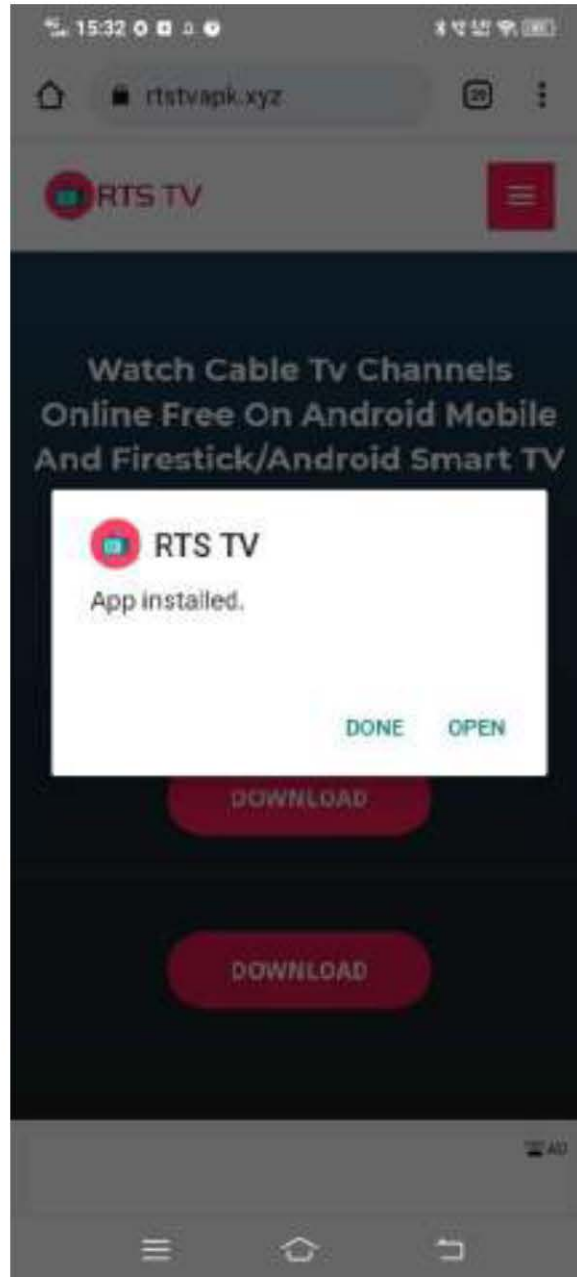 15:32
rtstvapk.xyz
RTS TV
Watch Cable Tv Channels
Online Free On Android Mobile
And Firestick/Android Smart TV
RTS TV
App installed.
DONE OPEN
DOWNLOAD
DOWNLOAD
AD